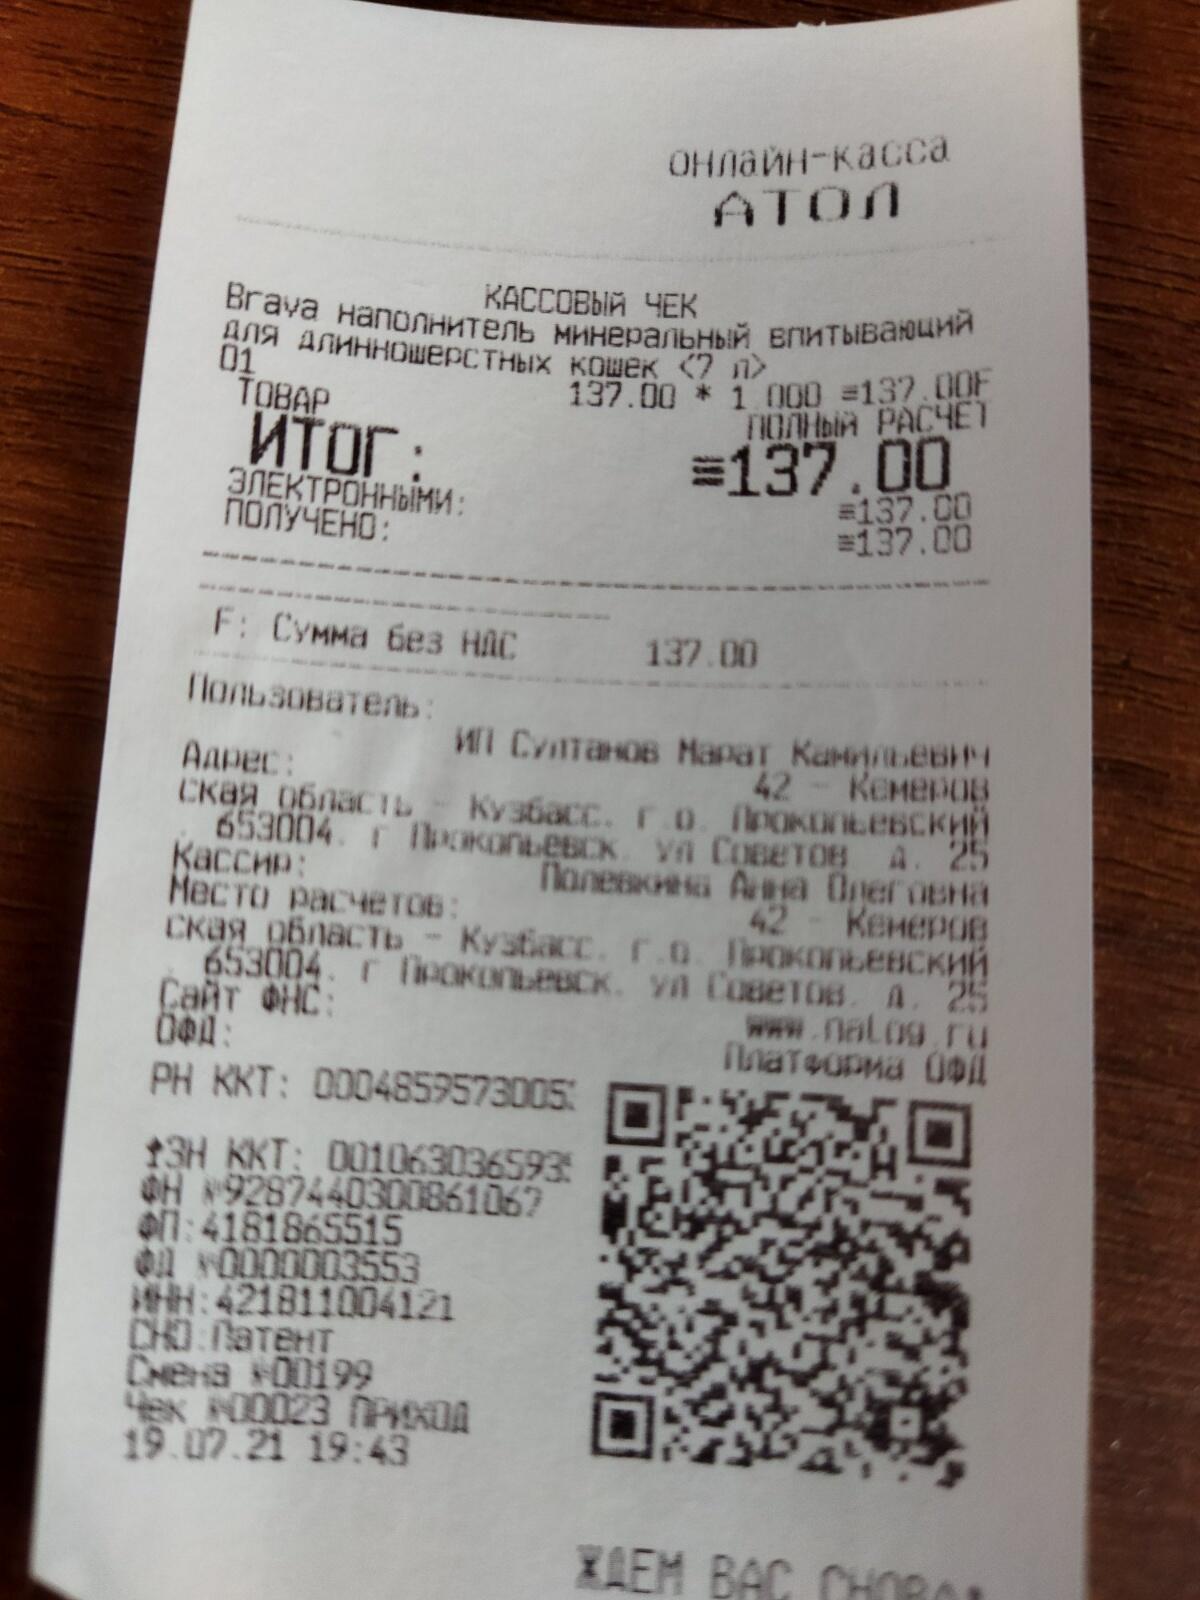 онлайн-касса
АТОЛ
КАССОВЫЙ ЧЕК
Brava наполнитель минеральный впитывающий
для длинношерстных кошек <7 л>
01 137.00 * 1.000 ≡137.00F
ТОВАР ПОЛНЫЙ РАСЧЕТ
ИТОГ: ≡137.00
ЭЛЕКТРОННЫМИ: ≡137.00
ПОЛУЧЕНО: ≡137.00
F: Сумма без НДС 137.00
Пользователь:
ИП Султанов Марат Камильевич
Адрес: 42 - Кемеров
ская область - Кузбасс, г.о. Прокопьевский
, 653004, г Прокопьевск, ул Советов, д. 25
Кассир: Полевкина Анна Олеговна
Место расчетов: 42 - Кемеров
ская область - Кузбасс, г.о. Прокопьевский
, 653004, г Прокопьевск, ул Советов, д. 25
Сайт ФНС: www.nalog.ru
ОФД: Платформа ОФД
РН ККТ: 0004859573005
ЗН ККТ: 001063036593
ФН №9287440300861067
ФП:4181865515
ФД №0000003553
ИНН:421811004121
СНО:Патент
Смена №00199
Чек №00023 ПРИХОД
19.07.21 19:43
ЖДЕМ ВАС СНОВА!